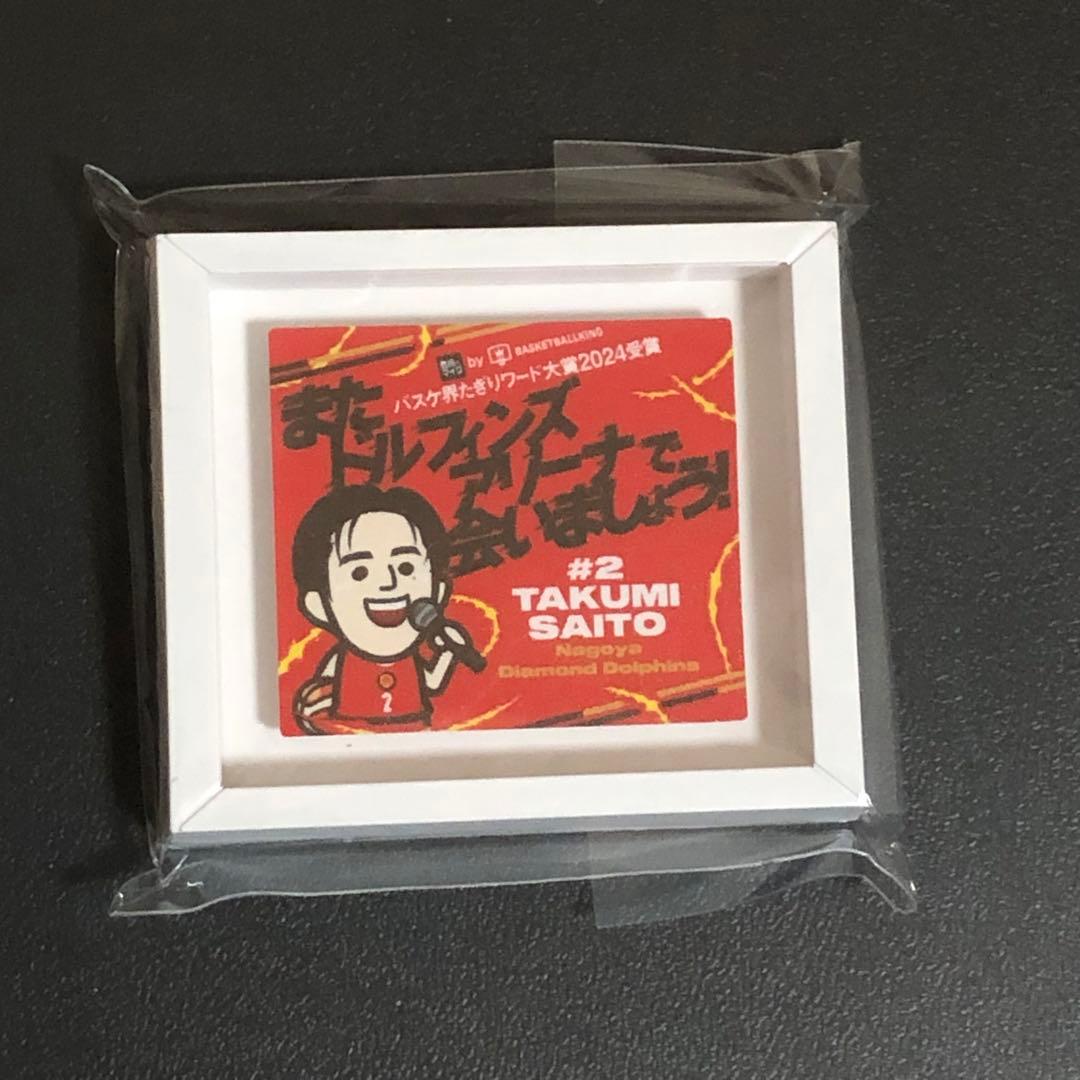 by BASKETBALLKING
バスケ界たぎりワード大賞2024受賞
また
ドルフィンズ
アリーナで
会いましょう!
#2
TAKUMI
SAITO
Nagoya
Diamond Dolphins
2